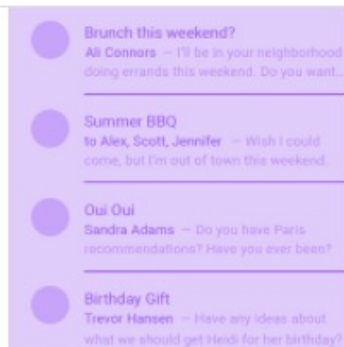 Brunch this weekend?
Ali Connors — I'll be in your neighborhood
doing errands this weekend. Do you want...
Summer BBQ
to Alex, Scott, Jennifer — Wish I could
come, but I'm out of town this weekend.
Oui Oui
Sandra Adams — Do you have Paris
recommendations? Have you ever been?
Birthday Gift
Trevor Hansen — Have any ideas about
what we should get Heidi for her birthday?